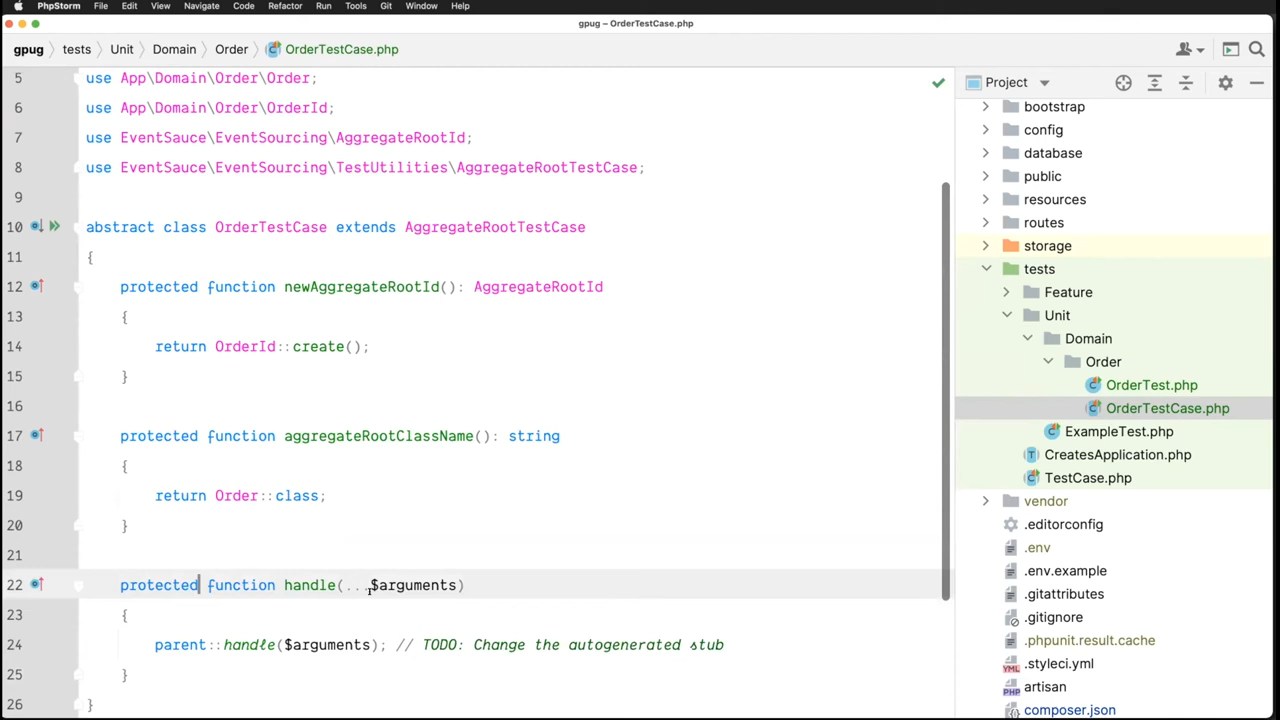 PhpStorm File Edit View Navigate Code Refactor Run Tools Git Window Help
gpug – OrderTestCase.php
gpug tests Unit Domain Order OrderTestCase.php
5 use App\Domain\Order\Order;
6 use App\Domain\Order\OrderId;
7 use EventSauce\EventSourcing\AggregateRootId;
8 use EventSauce\EventSourcing\TestUtilities\AggregateRootTestCase;
9
10 abstract class OrderTestCase extends AggregateRootTestCase
11 {
12 protected function newAggregateRootId(): AggregateRootId
13 {
14 return OrderId::create();
15 }
16
17 protected function aggregateRootClassName(): string
18 {
19 return Order::class;
20 }
21
22 protected function handle(...$arguments)
23 {
24 parent::handle($arguments); // TODO: Change the autogenerated stub
25 }
26 }
Project
bootstrap
config
database
public
resources
routes
storage
tests
Feature
Unit
Domain
Order
OrderTest.php
OrderTestCase.php
ExampleTest.php
CreatesApplication.php
TestCase.php
vendor
.editorconfig
.env
.env.example
.gitattributes
.gitignore
.phpunit.result.cache
.styleci.yml
artisan
composer.json